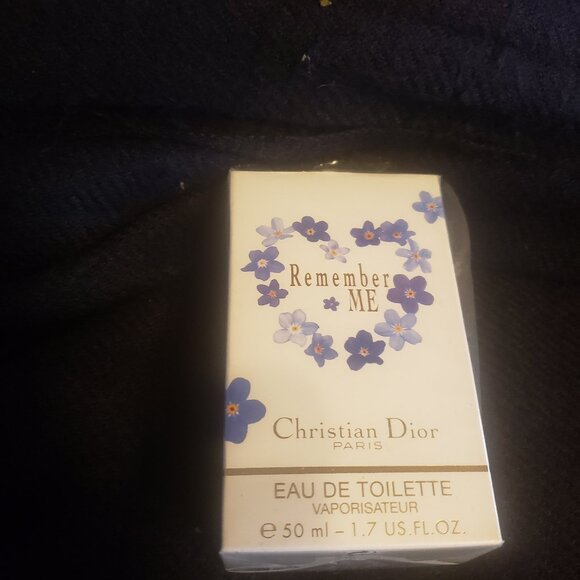 Remember
ME
Christian Dior
PARIS
EAU DE TOILETTE
VAPORISATEUR
℮ 50 ml – 1.7 US.FL.OZ.